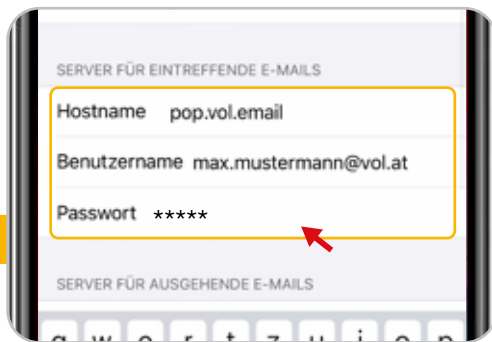 SERVER FÜR EINTREFFENDE E-MAILS
Hostname pop.vol.email
Benutzername max.mustermann@vol.at
Passwort *****
SERVER FÜR AUSGEHENDE E-MAILS
q w e r t z u i o p